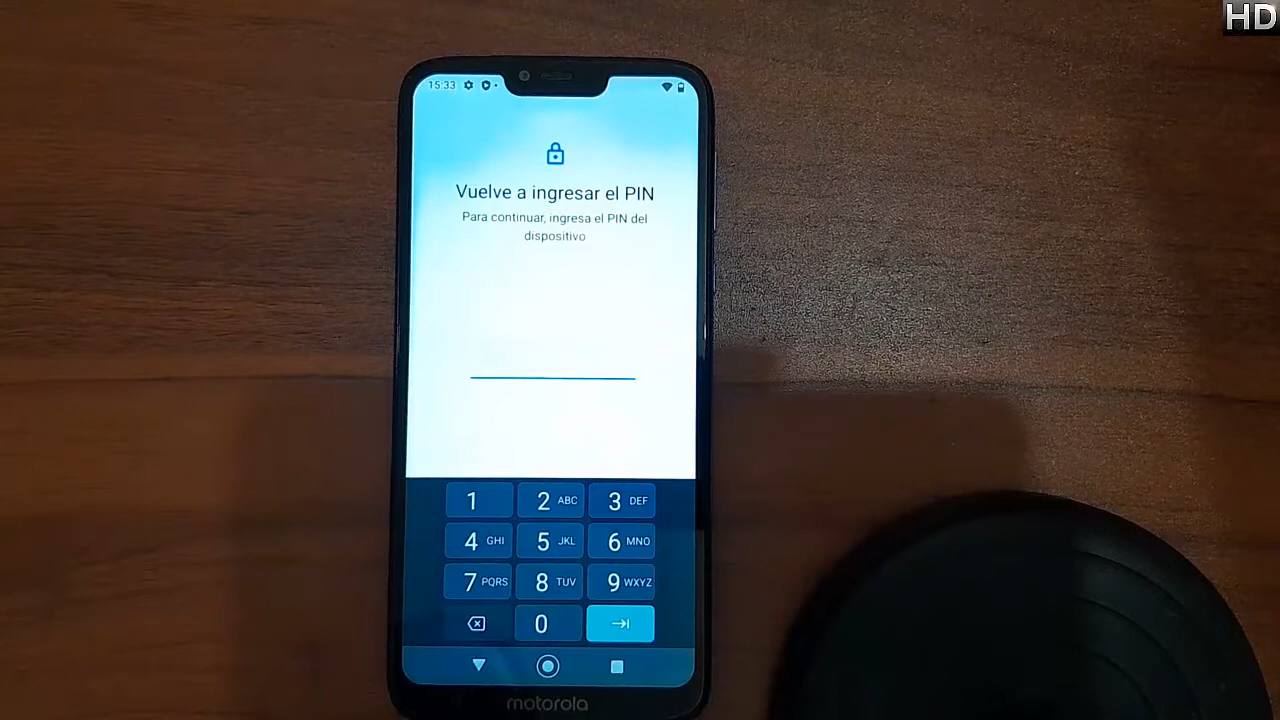 HD
15:33
Vuelve a ingresar el PIN
Para continuar, ingresa el PIN del
dispositivo
1 2 ABC 3 DEF
4 GHI 5 JKL 6 MNO
7 PQRS 8 TUV 9 WXYZ
0
motorola